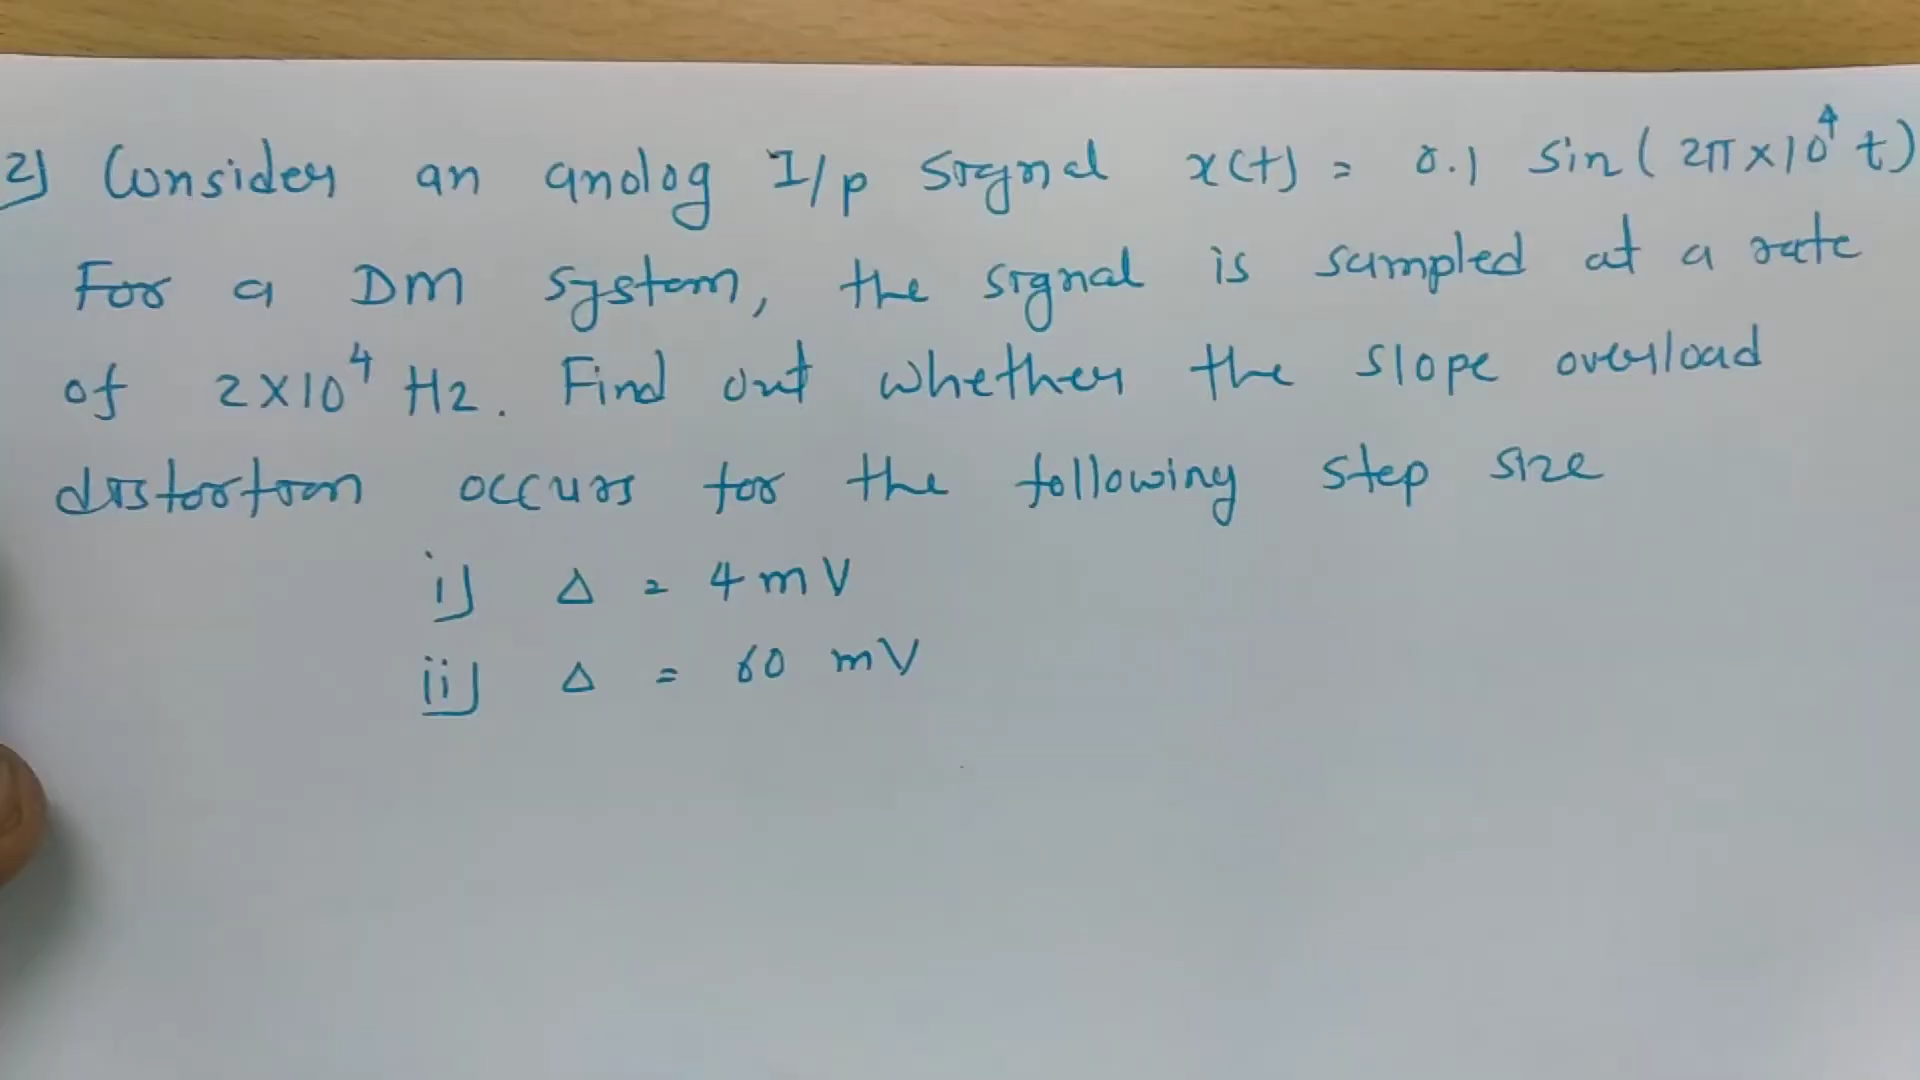 2) Consider an analog I/p signal x(t) = 0.1 sin(2π×10⁴t)
For a DM system, the signal is sampled at a rate
of 2×10⁴ Hz. Find out whether the slope overload
distortion occurs for the following step size
i) Δ = 4 mV
ii) Δ = 60 mV